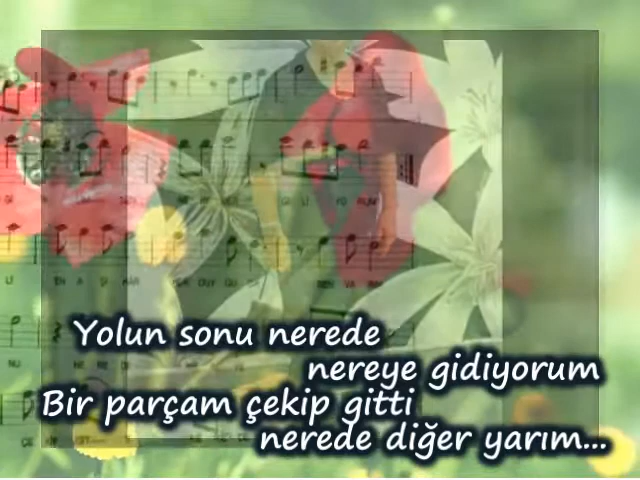 Yolun sonu nerede
nereye gidiyorum
Bir parçam çekip gitti
nerede diğer yarım...